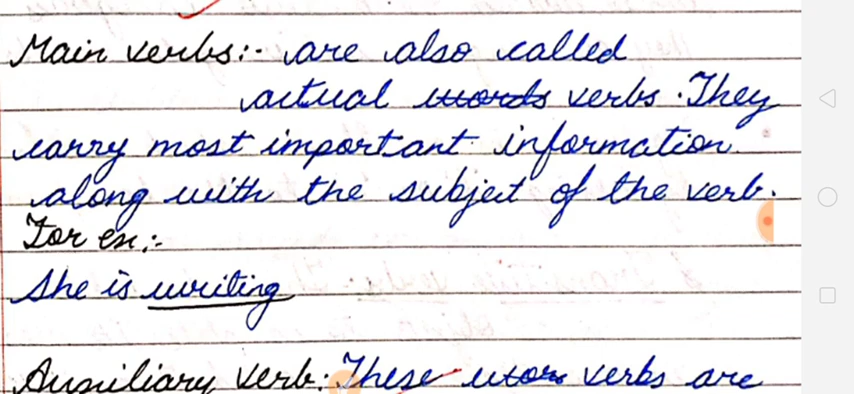 Main verbs:- are also called
actual words verbs. They
carry most important information
along with the subject of the verb.
For ex:-
She is writing
Auxiliary verb: These verbs are